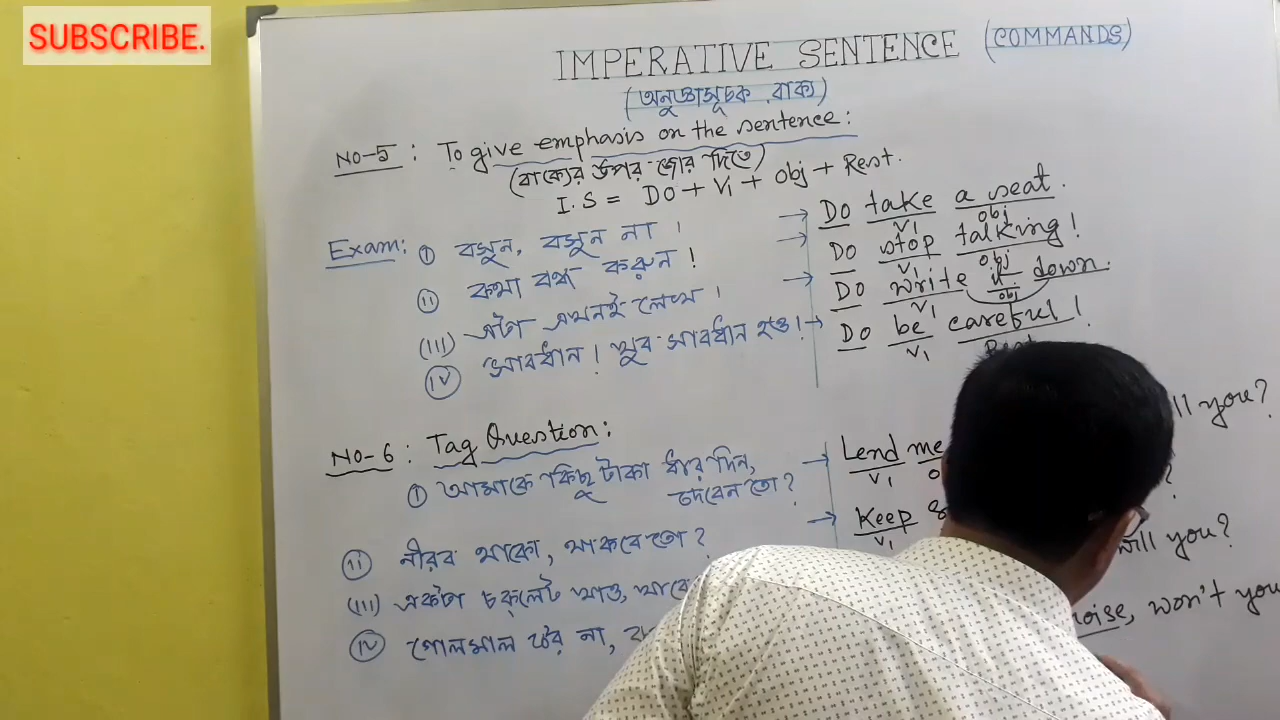 SUBSCRIBE.
IMPERATIVE SENTENCE (COMMANDS)
(অনুজ্ঞাসূচক বাক্য)
NO-5 : To give emphasis on the sentence:
(বাক্যের উপর জোর দিতে)
I.S = Do + V1 + obj + Rest.
Exam: (i) বসুন, বসুন না। → Do take a seat.
V1 obj
(ii) কথা বন্ধ করুন! → Do stop talking!
V1 obj
(III) এটা এখনই লেখ। → Do write it down.
V1 obj
(IV) সাবধান! খুব সাবধান হও! → Do be careful!
V1
NO-6 : Tag Question:
ll you?
(i) আমাকে কিছু টাকা ধার দিন, → Lend me
দেবেন তো? V1
(ii) নীরব থাকো, থাকবে তো? → Keep
V1
will you?
(III) একটা চকলেট খাও,
(IV) গোলমাল কর না,
noise, won't you